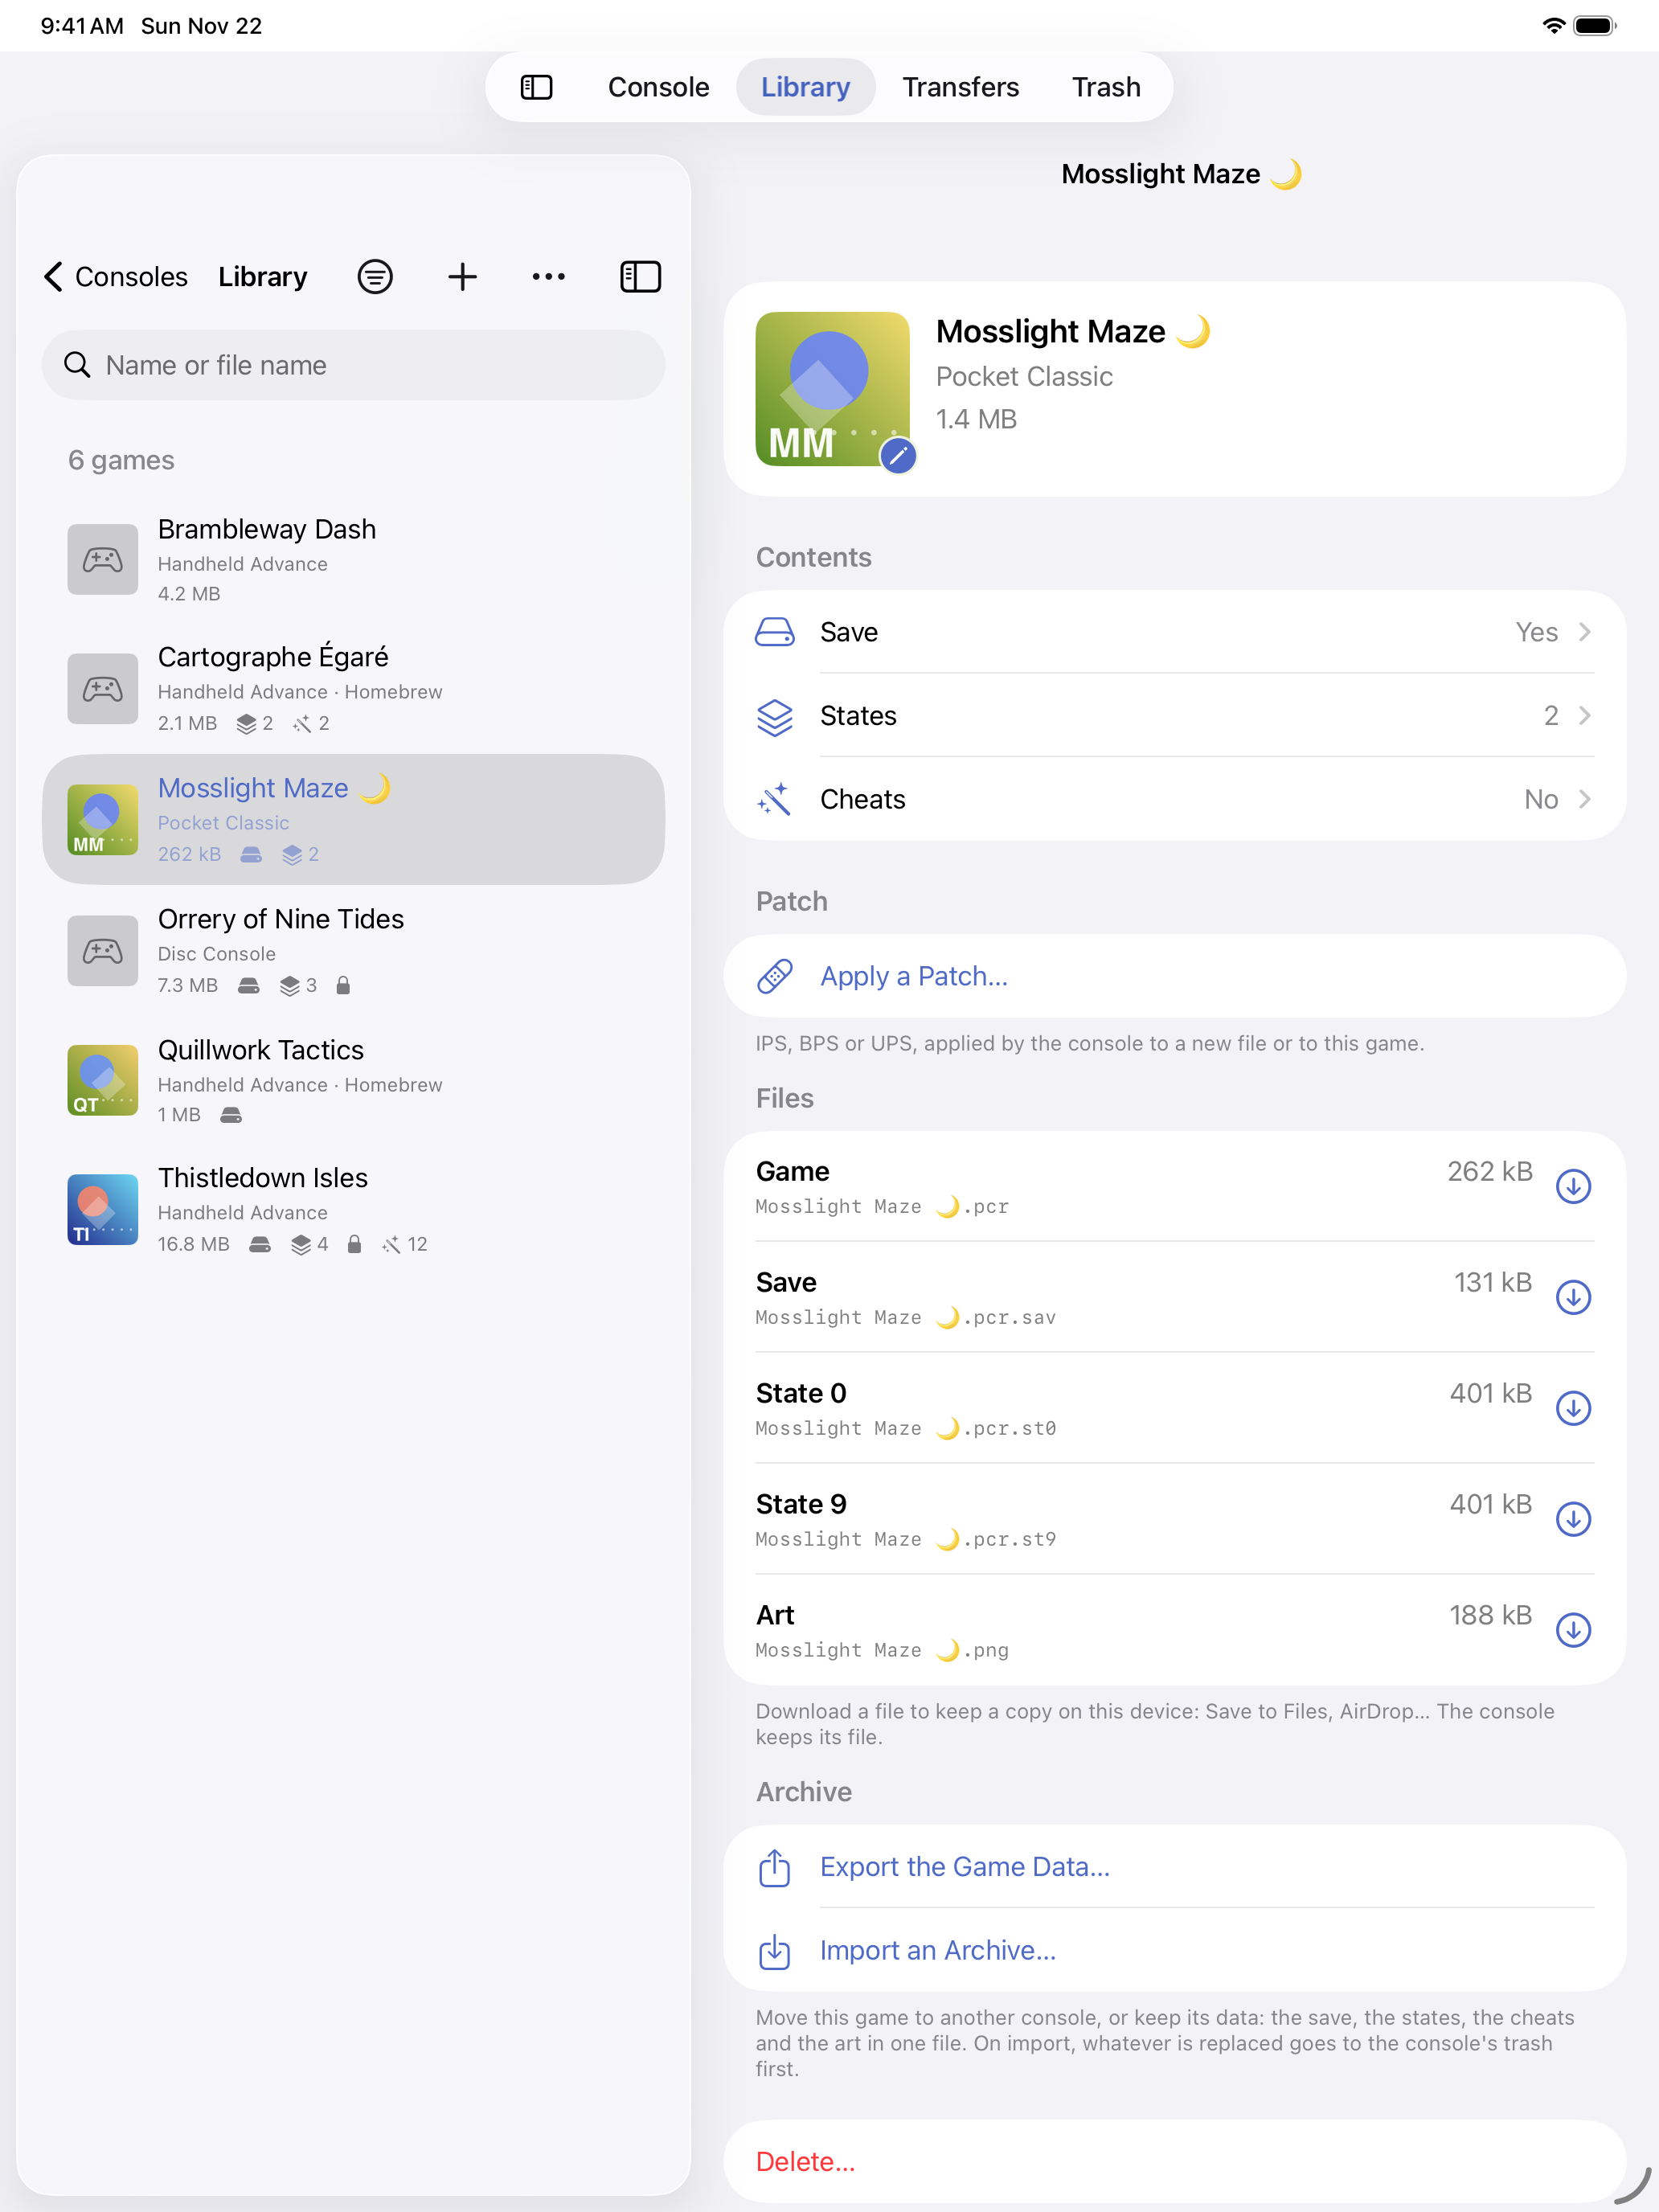 9:41 AM Sun Nov 22
Console Library Transfers Trash
Consoles Library
Name or file name
6 games
Brambleway Dash
Handheld Advance
4.2 MB
Cartographe Égaré
Handheld Advance · Homebrew
2.1 MB 2 2
MM
Mosslight Maze 🌙
Pocket Classic
262 kB 2
Orrery of Nine Tides
Disc Console
7.3 MB 3
QT
Quillwork Tactics
Handheld Advance · Homebrew
1 MB
TI
Thistledown Isles
Handheld Advance
16.8 MB 4 12
Mosslight Maze 🌙
MM
Mosslight Maze 🌙
Pocket Classic
1.4 MB
Contents
Save Yes
States 2
Cheats No
Patch
Apply a Patch...
IPS, BPS or UPS, applied by the console to a new file or to this game.
Files
Game 262 kB
Mosslight Maze 🌙.pcr
Save 131 kB
Mosslight Maze 🌙.pcr.sav
State 0 401 kB
Mosslight Maze 🌙.pcr.st0
State 9 401 kB
Mosslight Maze 🌙.pcr.st9
Art 188 kB
Mosslight Maze 🌙.png
Download a file to keep a copy on this device: Save to Files, AirDrop... The console
keeps its file.
Archive
Export the Game Data...
Import an Archive...
Move this game to another console, or keep its data: the save, the states, the cheats
and the art in one file. On import, whatever is replaced goes to the console's trash
first.
Delete...